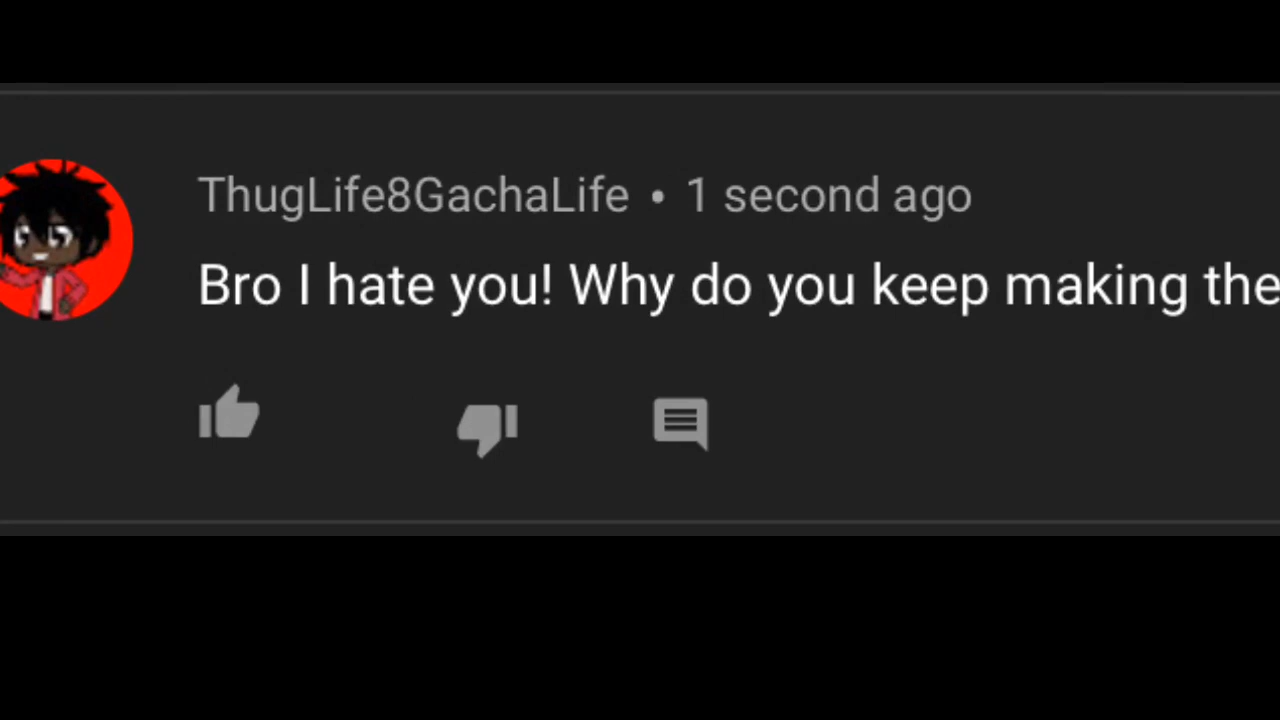 ThugLife8GachaLife • 1 second ago
Bro I hate you! Why do you keep making the